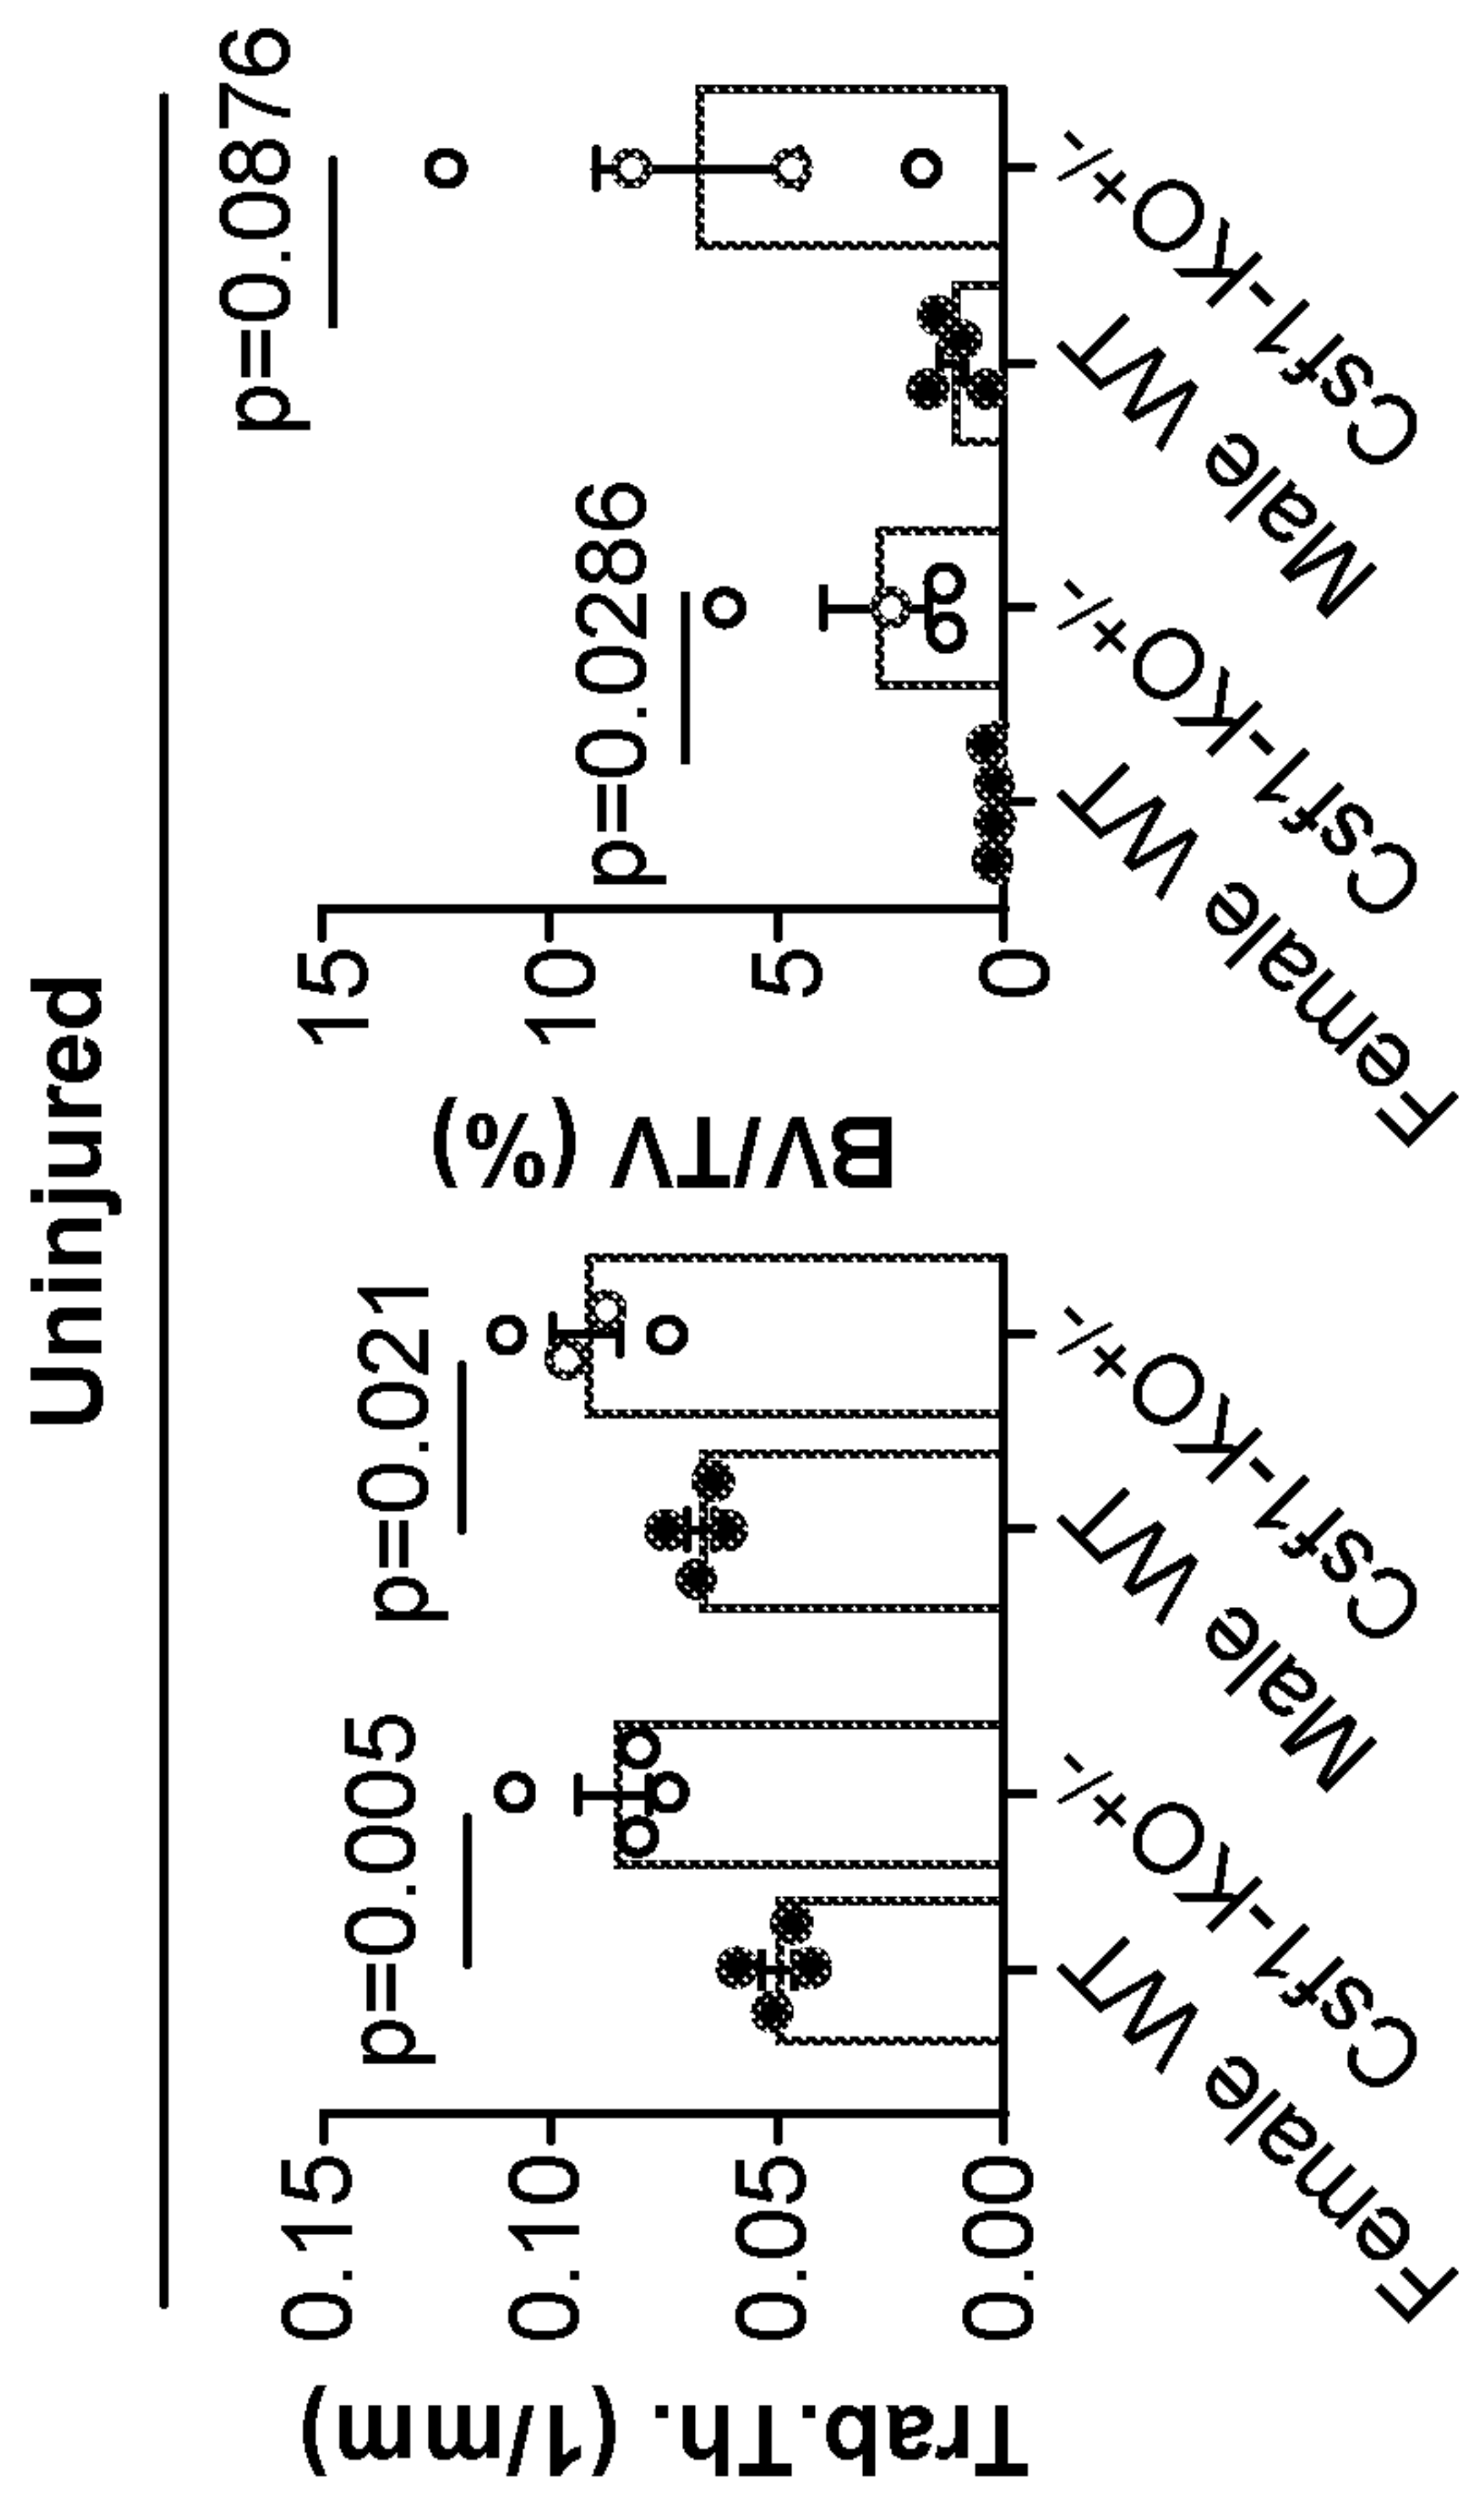 Uninjured
Trab.Th. (1/mm)
0.15
0.10
0.05
0.00
p=0.005
p=0.021
Female WT
Csf1-KO+/-
Male WT
Csf1-KO+/-
BV/TV (%)
15
10
5
0
p=0.0286
p=0.0876
Female WT
Csf1-KO+/-
Male WT
Csf1-KO+/-